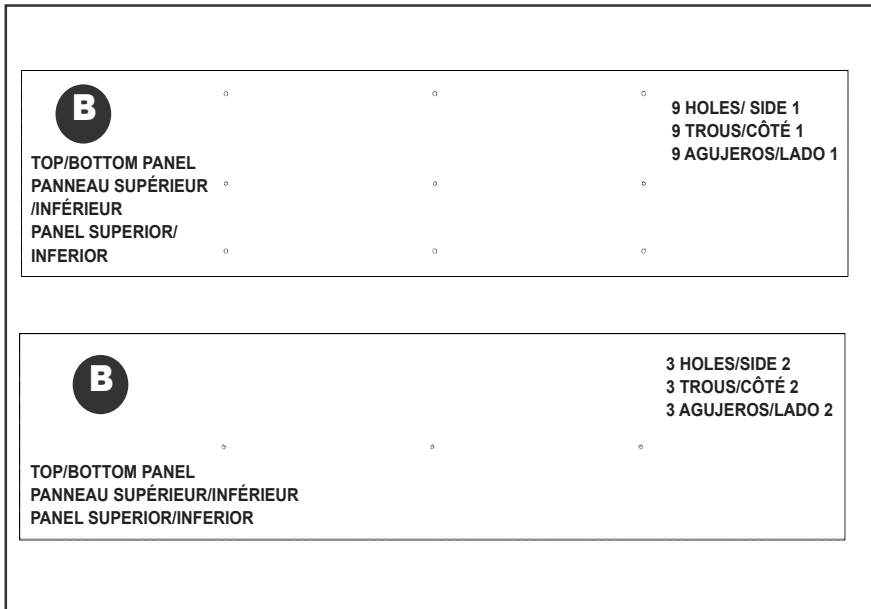 B
9 HOLES/ SIDE 1
9 TROUS/CÔTÉ 1
9 AGUJEROS/LADO 1
TOP/BOTTOM PANEL
PANNEAU SUPÉRIEUR
/INFÉRIEUR
PANEL SUPERIOR/
INFERIOR
B
3 HOLES/SIDE 2
3 TROUS/CÔTÉ 2
3 AGUJEROS/LADO 2
TOP/BOTTOM PANEL
PANNEAU SUPÉRIEUR/INFÉRIEUR
PANEL SUPERIOR/INFERIOR